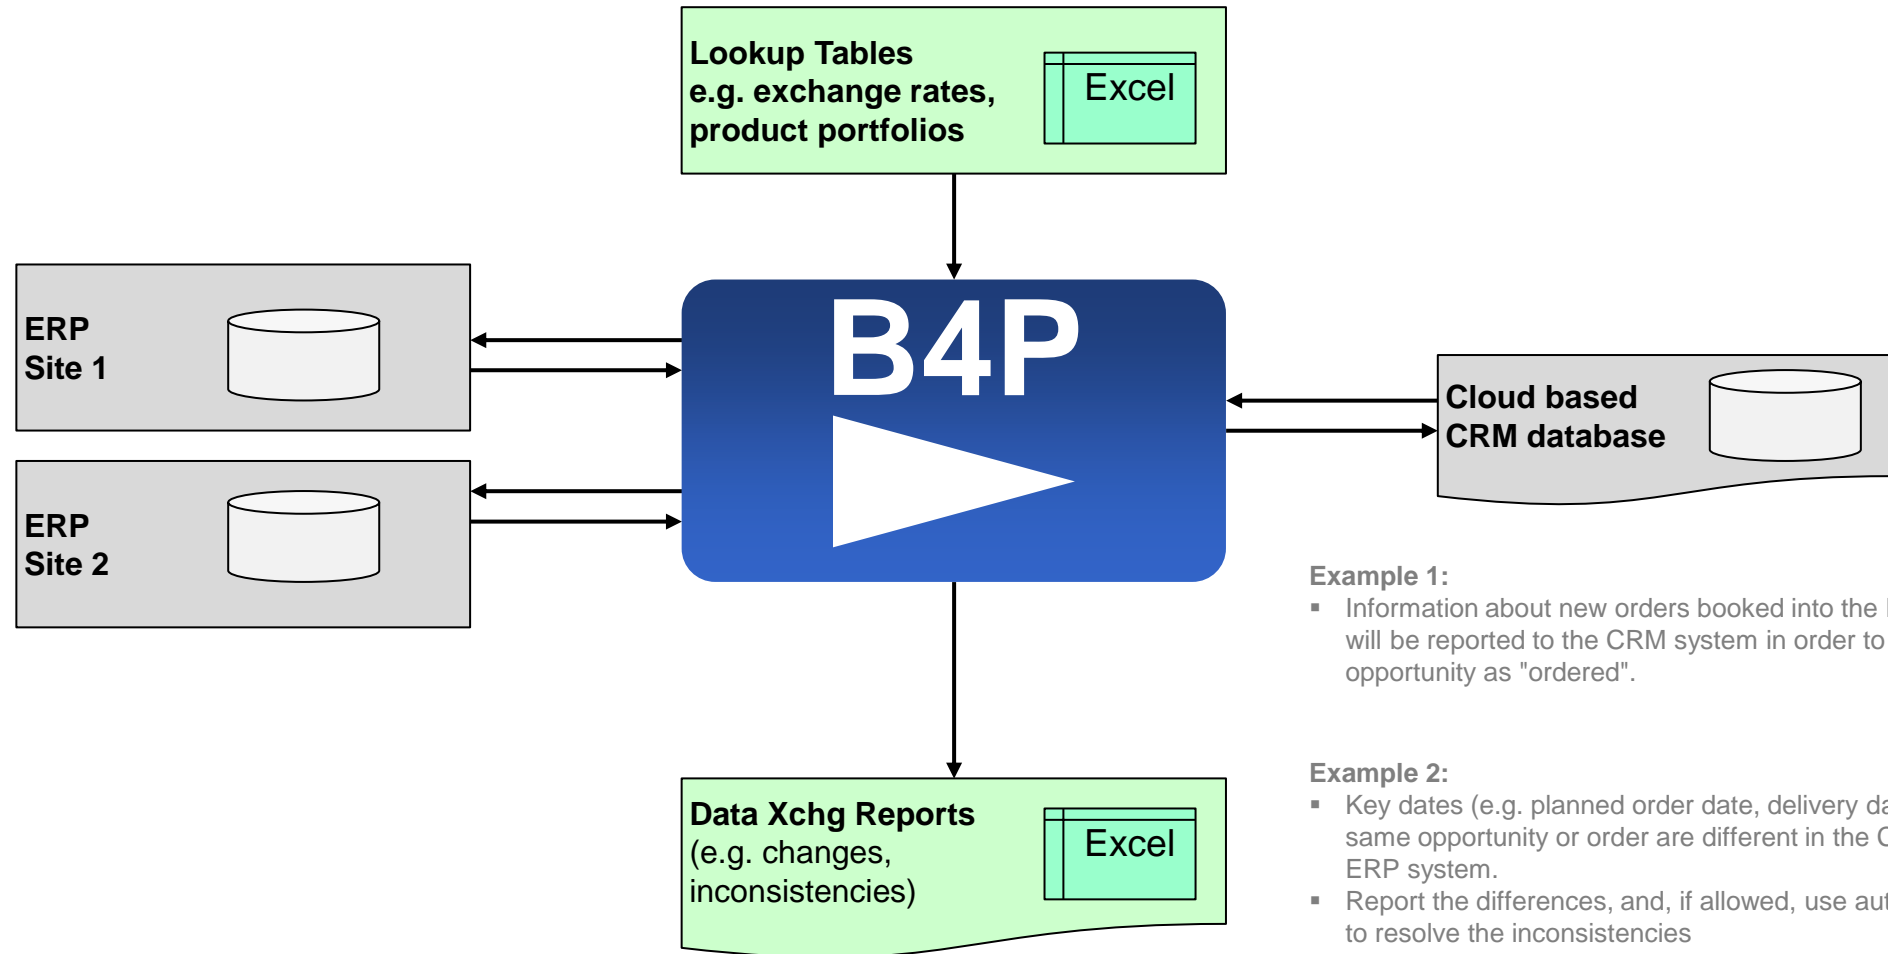 Lookup Tables
e.g. exchange rates,
product portfolios
Excel
ERP
Site 1
B4P
Cloud based
CRM database
ERP
Site 2
Example 1:
▪ Information about new orders booked into the
will be reported to the CRM system in order to
opportunity as "ordered".
Example 2:
▪ Key dates (e.g. planned order date, delivery
same opportunity or order are different in the
ERP system.
▪ Report the differences, and, if allowed, use
to resolve the inconsistencies
Data Xchg Reports
(e.g. changes,
inconsistencies)
Excel